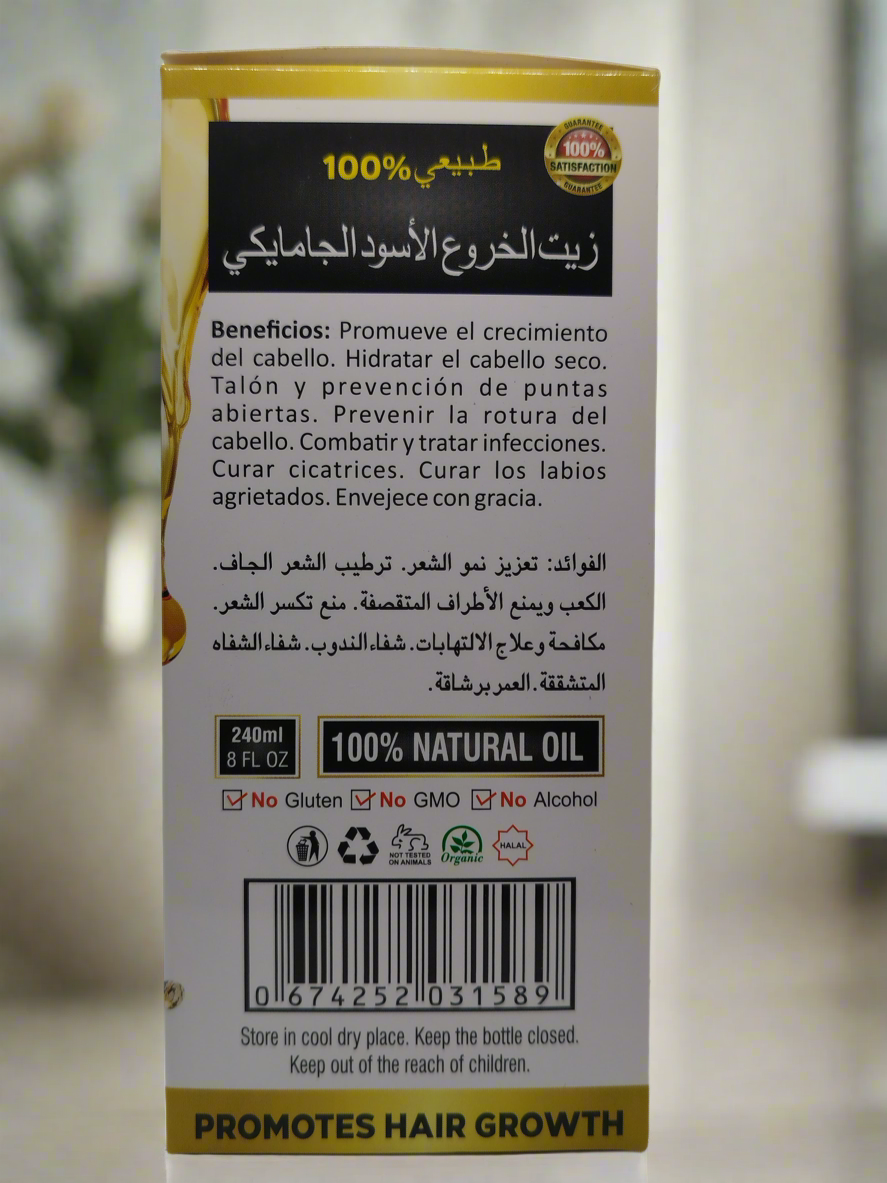 100% طبيعي
GUARANTEE
100%
SATISFACTION
GUARANTEE
زيت الخروع الأسود الجامايكي
Beneficios: Promueve el crecimiento
del cabello. Hidratar el cabello seco.
Talón y prevención de puntas
abiertas. Prevenir la rotura del
cabello. Combatir y tratar infecciones.
Curar cicatrices. Curar los labios
agrietados. Envejece con gracia.
الفوائد: تعزيز نمو الشعر. ترطيب الشعر الجاف.
الكعب ويمنع الأطراف المتقصفة. منع تكسر الشعر.
مكافحة وعلاج الالتهابات. شفاء الندوب. شفاء الشفاه
المتشققة. العمر برشاقة.
240ml
8 FL OZ
100% NATURAL OIL
No Gluten No GMO No Alcohol
NOT TESTED
ON ANIMALS
Organic
HALAL
0 674252 031589
Store in cool dry place. Keep the bottle closed.
Keep out of the reach of children.
PROMOTES HAIR GROWTH